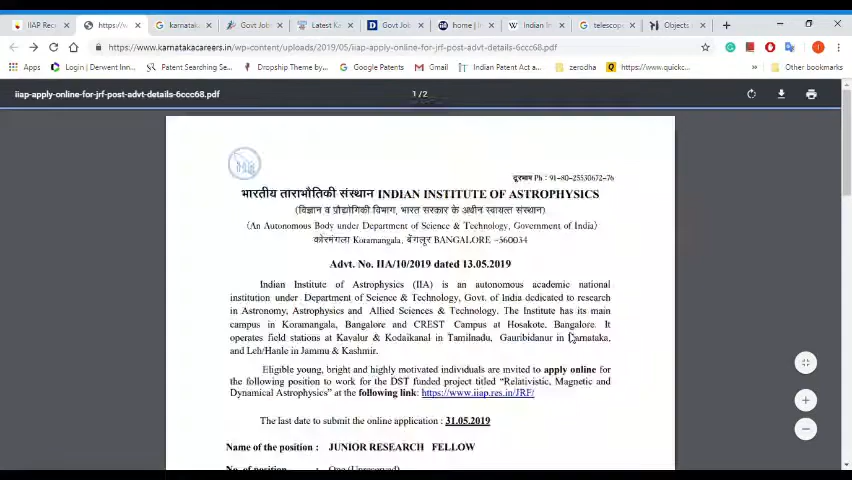 IIAP Rec
https://w
karnatak
Govt Job
Latest Ka
Govt Jol
home | In
Indian In
telescope
Objects
https://www.karnatakacareers.in/wp-content/uploads/2019/05/iiap-apply-online-for-jrf-post-advt-details-6ccc68.pdf
Apps Login | Derwent Inn... Patent Searching Se... Dropship Theme by... Google Patents Gmail Indian Patent Act a... zerodha https://www.quickc... » Other bookmarks
iiap-apply-online-for-jrf-post-advt-details-6ccc68.pdf 1/2
दूरभाष Ph : 91-80-25530672-76
भारतीय ताराभौतिकी संस्थान INDIAN INSTITUTE OF ASTROPHYSICS
(विज्ञान व प्रौद्योगिकी विभाग, भारत सरकार के अधीन स्वायत्त संस्थान)
(An Autonomous Body under Department of Science & Technology, Government of India)
कोरमंगला Koramangala, बेंगलूर BANGALORE –560034
Advt. No. IIA/10/2019 dated 13.05.2019
Indian Institute of Astrophysics (IIA) is an autonomous academic national
institution under Department of Science & Technology, Govt. of India dedicated to research
in Astronomy, Astrophysics and Allied Sciences & Technology. The Institute has its main
campus in Koramangala, Bangalore and CREST Campus at Hosakote, Bangalore. It
operates field stations at Kavalur & Kodaikanal in Tamilnadu, Gauribidanur in Karnataka,
and Leh/Hanle in Jammu & Kashmir.
Eligible young, bright and highly motivated individuals are invited to apply online for
the following position to work for the DST funded project titled "Relativistic, Magnetic and
Dynamical Astrophysics" at the following link: https://www.iiap.res.in/JRF/
The last date to submit the online application : 31.05.2019
Name of the position : JUNIOR RESEARCH FELLOW
No. of position : One (Unreserved)